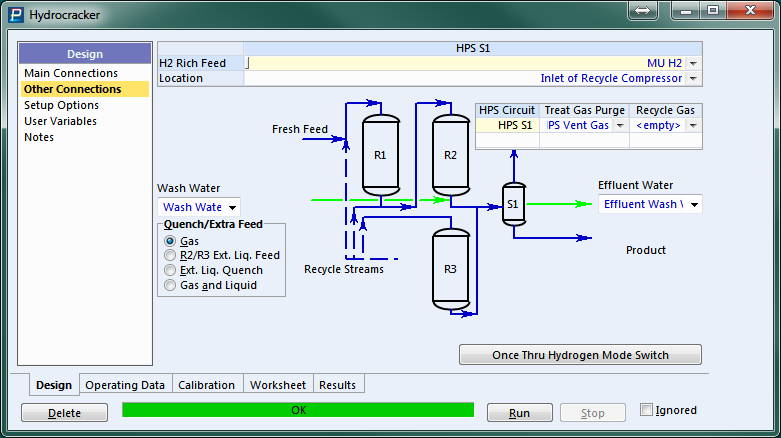 Hydrocracker
Design
Main Connections
Other Connections
Setup Options
User Variables
Notes
HPS S1
H2 Rich Feed MU H2
Location Inlet of Recycle Compressor
HPS Circuit Treat Gas Purge Recycle Gas
HPS S1 PS Vent Gas <empty>
Fresh Feed
R1
R2
S1
R3
Wash Water
Wash Wate
Effluent Water
Effluent Wash
Quench/Extra Feed
Gas
R2/R3 Ext. Liq. Feed
Ext. Liq. Quench
Gas and Liquid
Recycle Streams
Product
Once Thru Hydrogen Mode Switch
Design Operating Data Calibration Worksheet Results
Delete OK Run Stop Ignored